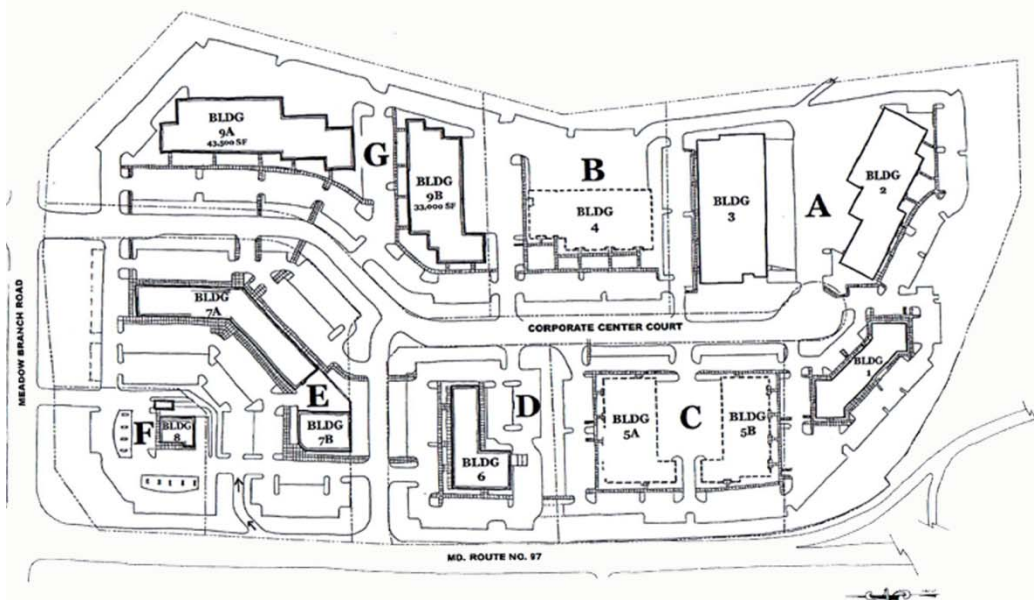 BLDG
9A
43,500 SF
G
BLDG
9B
33,000 SF
B
BLDG
4
BLDG
3
A
BLDG
2
MEADOW BRANCH ROAD
BLDG
7A
CORPORATE CENTER COURT
BLDG
1
E
F
BLDG
8
BLDG
7B
D
BLDG
6
BLDG
5A
C
BLDG
5B
MD. ROUTE NO. 97